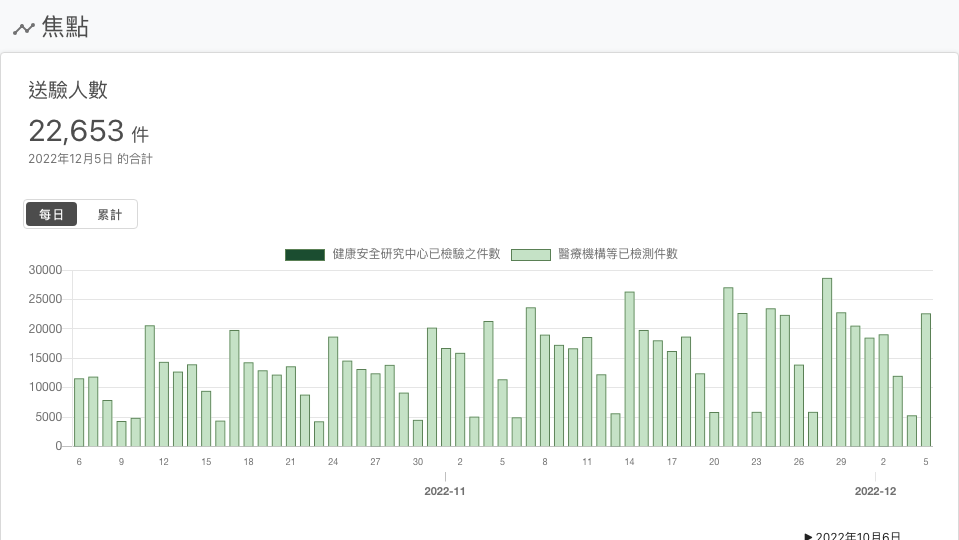 焦點
送驗人數
22,653 件
2022年12月5日 的合計
每日 累計
健康安全研究中心已檢驗之件數 醫療機構等已檢測件數
30000
25000
20000
15000
10000
5000
0
6 9 12 15 18 21 24 27 30 2 5 8 11 14 17 20 23 26 29 2 5
2022-11 2022-12
▶ 2022年10月6日